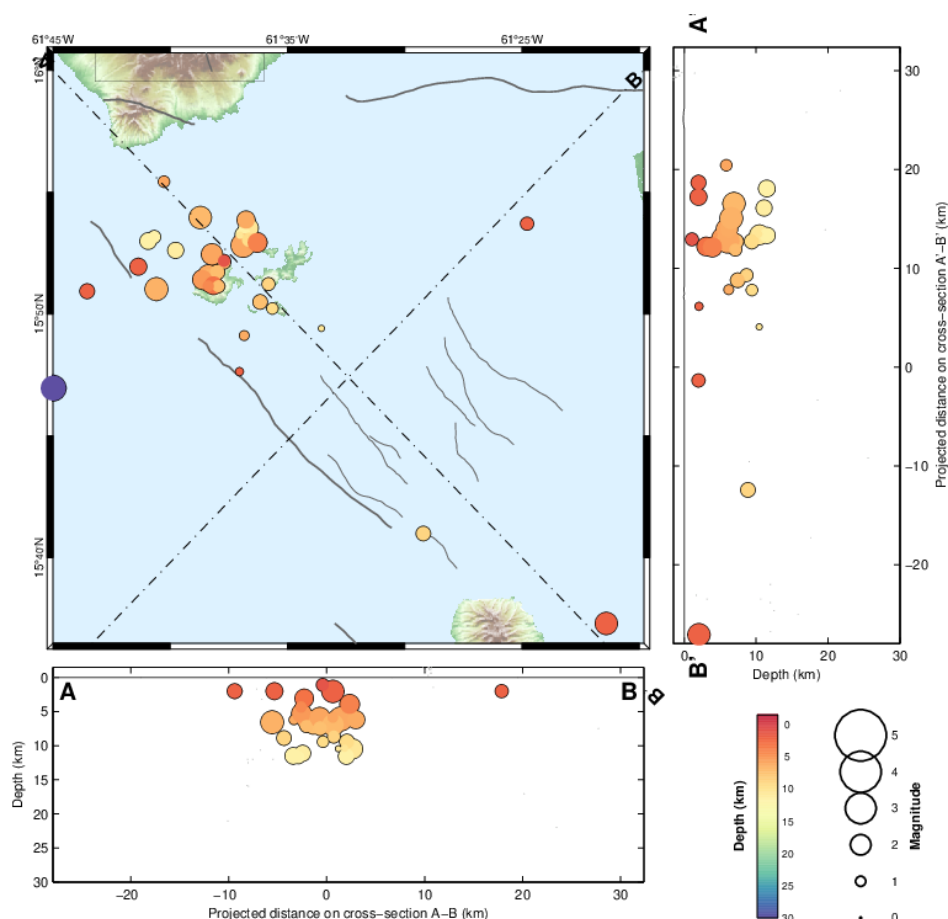 61°45'W 61°35'W 61°25'W
A'
B
15°50'N
15°40'N
30
20
10
0
−10
−20
Projected distance on cross−section A'−B' (km)
0 10 20 30
Depth (km)
B'
A B
B
0
5
10
15
20
25
30
Depth (km)
−20 −10 0 10 20 30
Projected distance on cross−section A−B (km)
Depth (km)
0
5
10
15
20
25
30
5
4
3
2
1
0
Magnitude